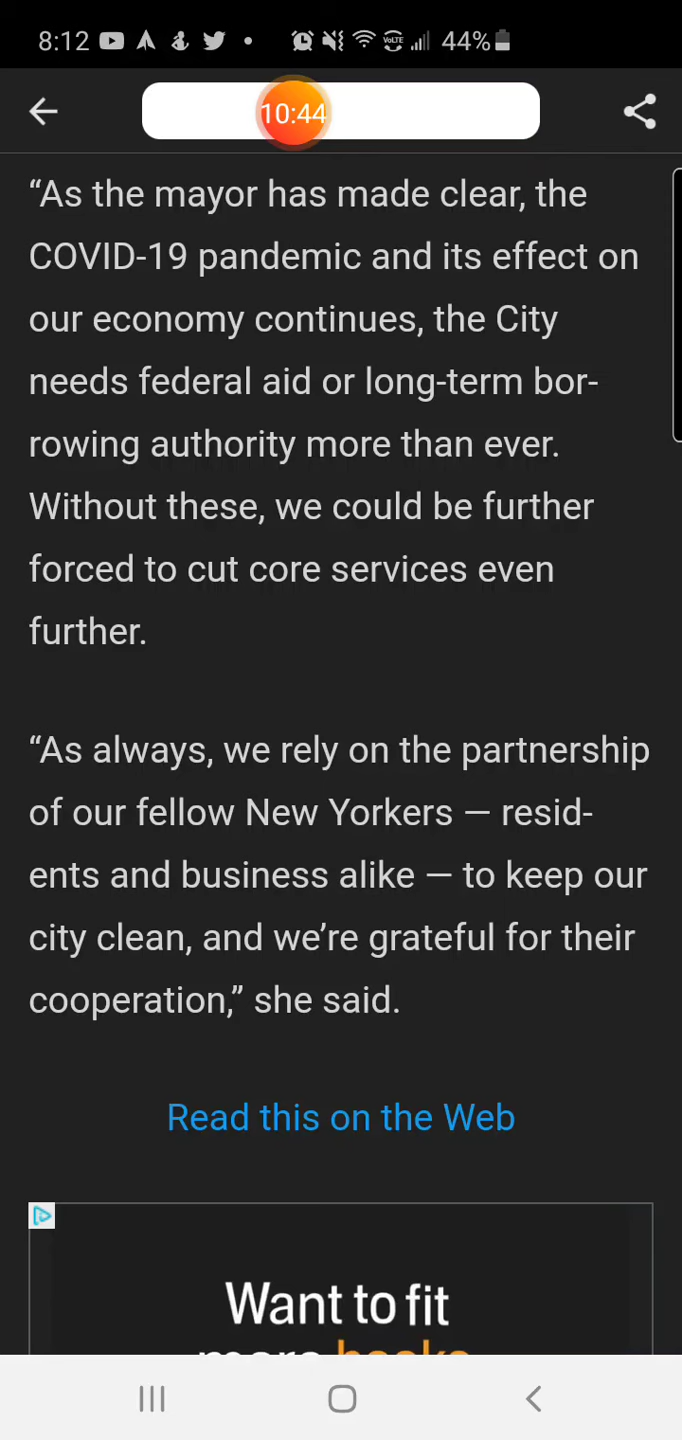 8:12
44%
10:44
“As the mayor has made clear, the
COVID-19 pandemic and its effect on
our economy continues, the City
needs federal aid or long-term bor-
rowing authority more than ever.
Without these, we could be further
forced to cut core services even
further.
“As always, we rely on the partnership
of our fellow New Yorkers — resid-
ents and business alike — to keep our
city clean, and we’re grateful for their
cooperation,” she said.
Read this on the Web
Want to fit